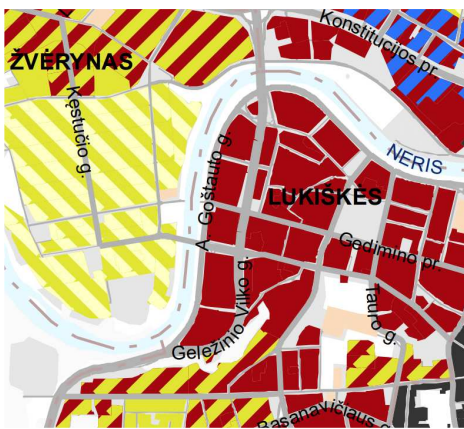 Konstitucijos pr.
ŽVĖRYNAS
Kęstučio g.
NERIS
A. Goštauto g.
LUKIŠKĖS
Gedimino pr.
Geležinio Vilko g.
Tauro g.
Basanavičiaus g